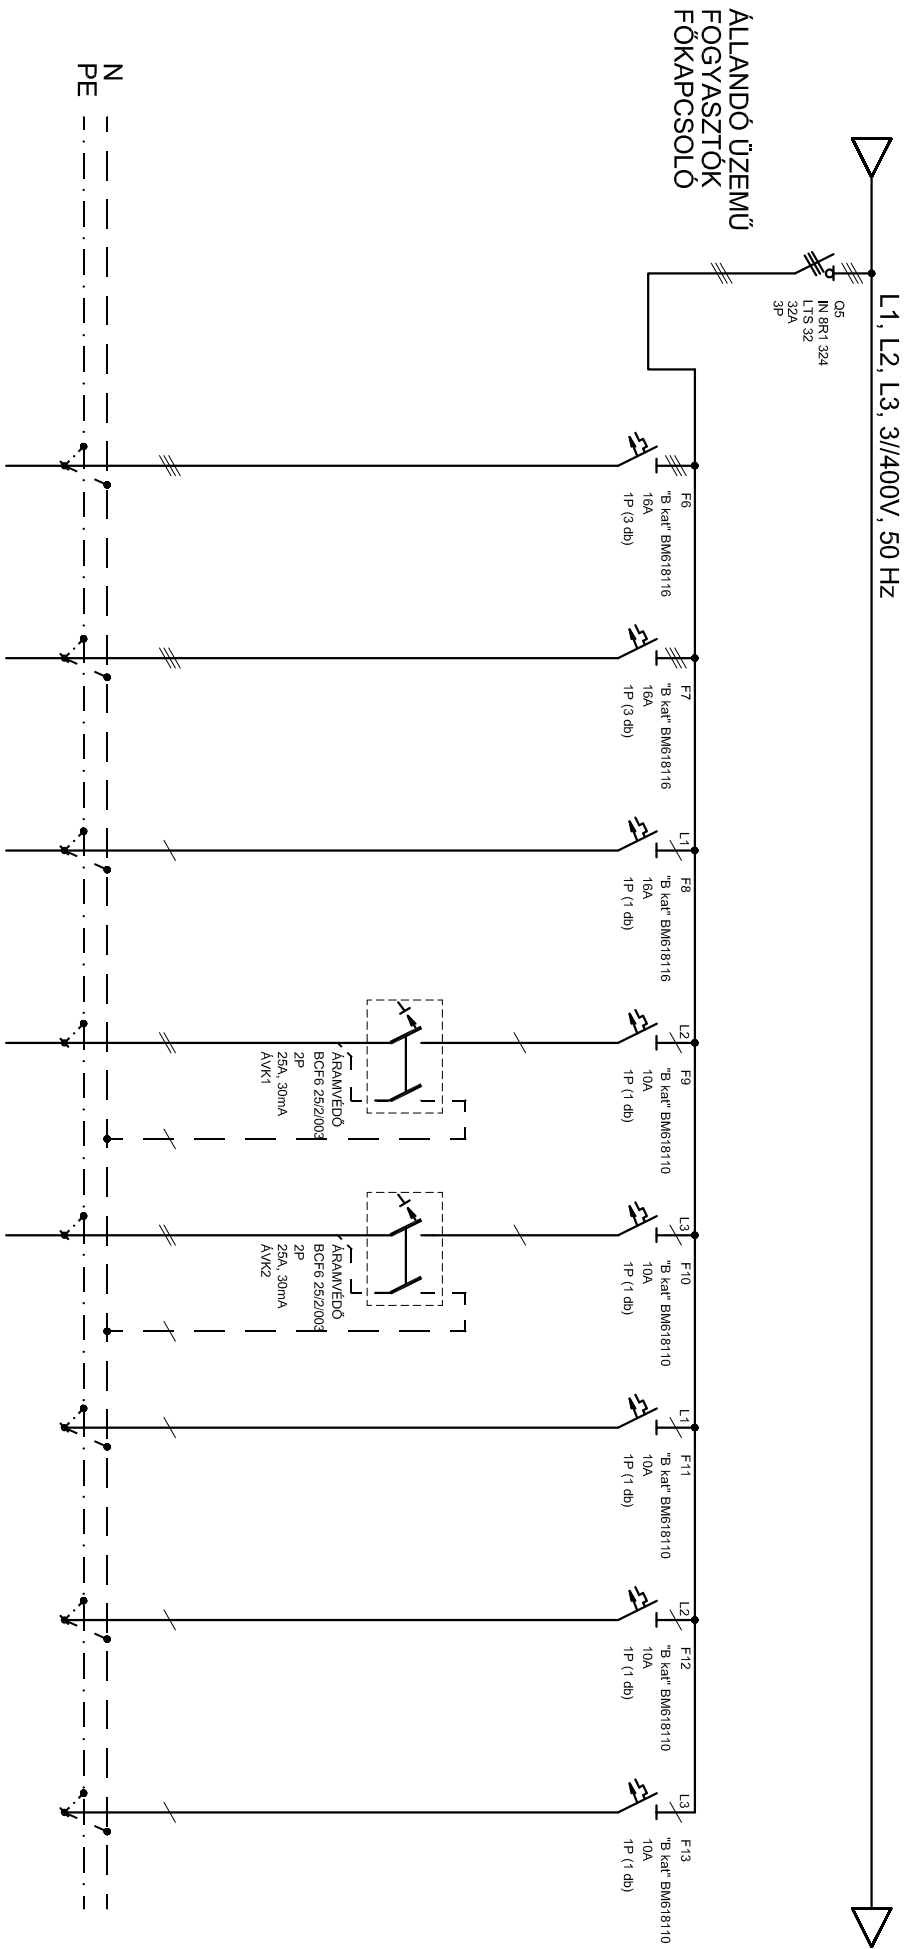 L1, L2, L3, 3//400V, 50 Hz
ÁLLANDÓ ÜZEMŰ
FOGYASZTÓK
FŐKAPCSOLÓ
Q5
IN 8R1 324
LTS 32
32A
3P
F6
"B kat" BM618116
16A
1P (3 db)
F7
"B kat" BM618116
16A
1P (3 db)
L1
F8
"B kat" BM618116
16A
1P (1 db)
L2
F9
"B kat" BM618110
10A
1P (1 db)
L3
F10
"B kat" BM618110
10A
1P (1 db)
L1
F11
"B kat" BM618110
10A
1P (1 db)
L2
F12
"B kat" BM618110
10A
1P (1 db)
L3
F13
"B kat" BM618110
10A
1P (1 db)
ÁRAMVÉDŐ
BCF6 25/2/003
2P
25A, 30mA
ÁVK1
ÁRAMVÉDŐ
BCF6 25/2/003
2P
25A, 30mA
ÁVK2
N
PE